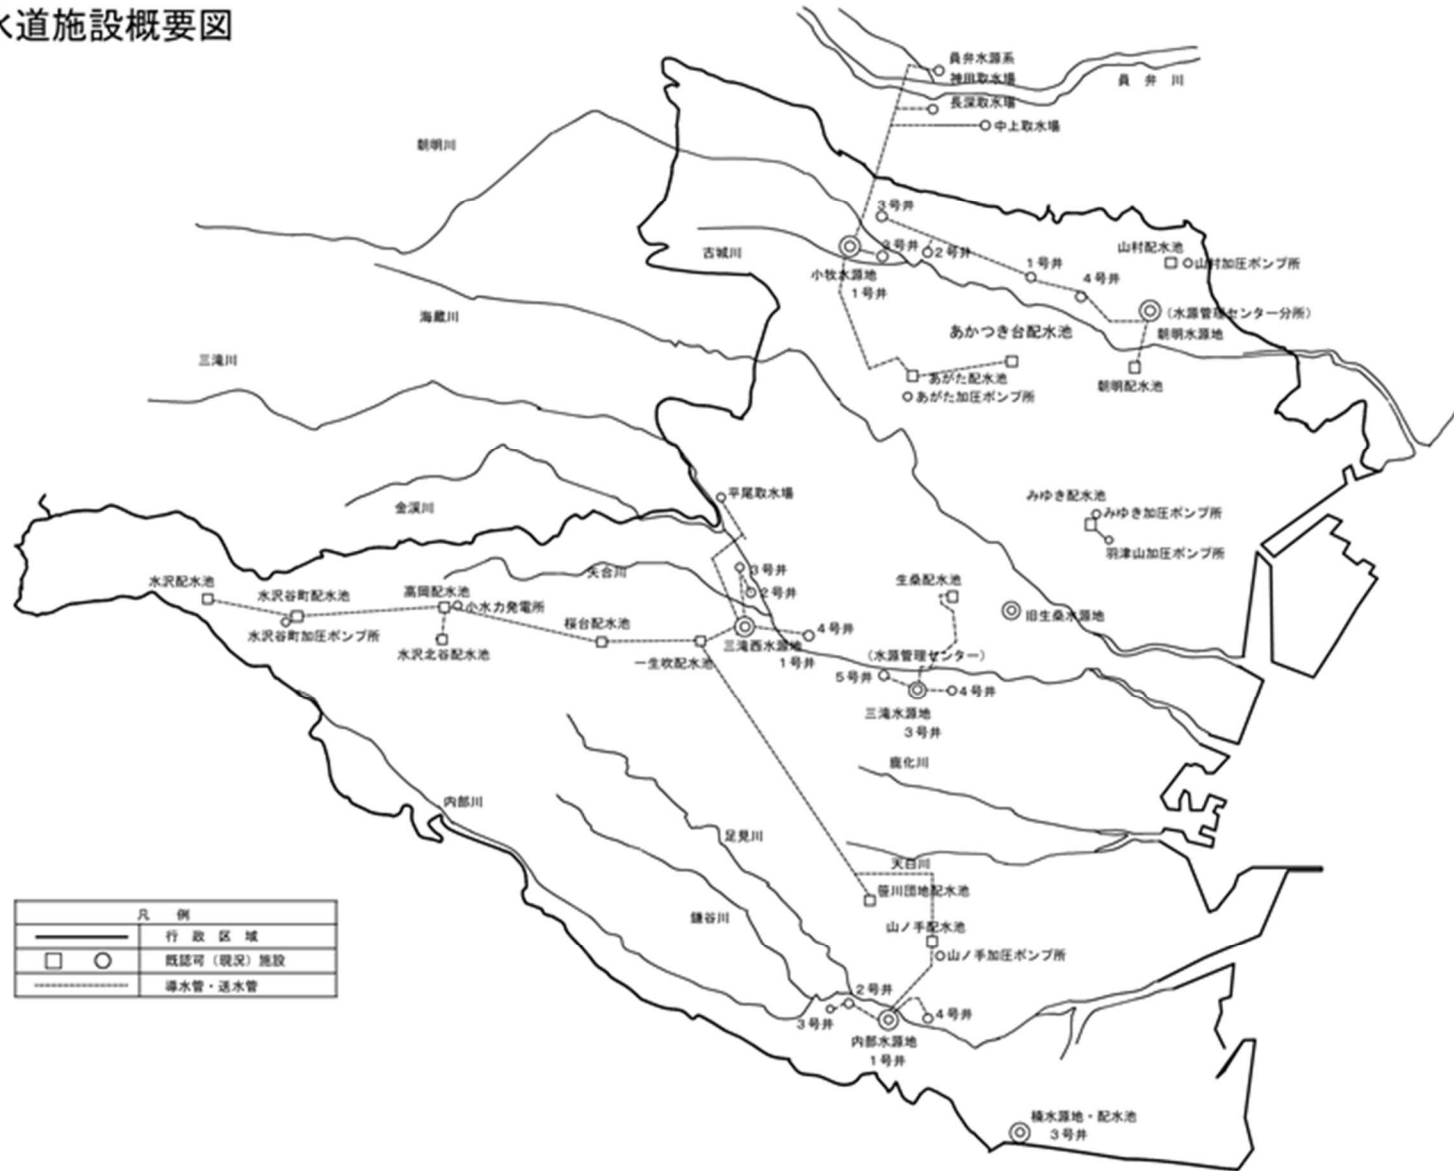 水道施設概要図
員弁水源系
神田取水場
員弁川
長深取水場
中上取水場
朝明川
3号井
古城川
3号井
2号井
山村配水池
山村加圧ポンプ所
小牧水源地
1号井
1号井
4号井
(水源管理センター分所)
朝明水源地
海蔵川
あかつき台配水池
三滝川
あがた配水池
朝明配水池
あがた加圧ポンプ所
平尾取水場
みゆき配水池
金渓川
みゆき加圧ポンプ所
羽津山加圧ポンプ所
矢合川
3号井
水沢配水池
生桑配水池
水沢谷町配水池
高岡配水池
2号井
小水力発電所
旧生桑水源地
桜台配水池
4号井
水沢谷町加圧ポンプ所
三滝西水源地
水沢北谷配水池
(水源管理センター)
一生吹配水池
1号井
5号井
4号井
三滝水源地
3号井
鹿化川
内部川
足見川
天白川
笹川団地配水池
鎌谷川
山ノ手配水池
山ノ手加圧ポンプ所
凡例
行政区域
既認可(現況)施設
導水管・送水管
2号井
3号井
4号井
内部水源地
1号井
楠水源地・配水池
3号井